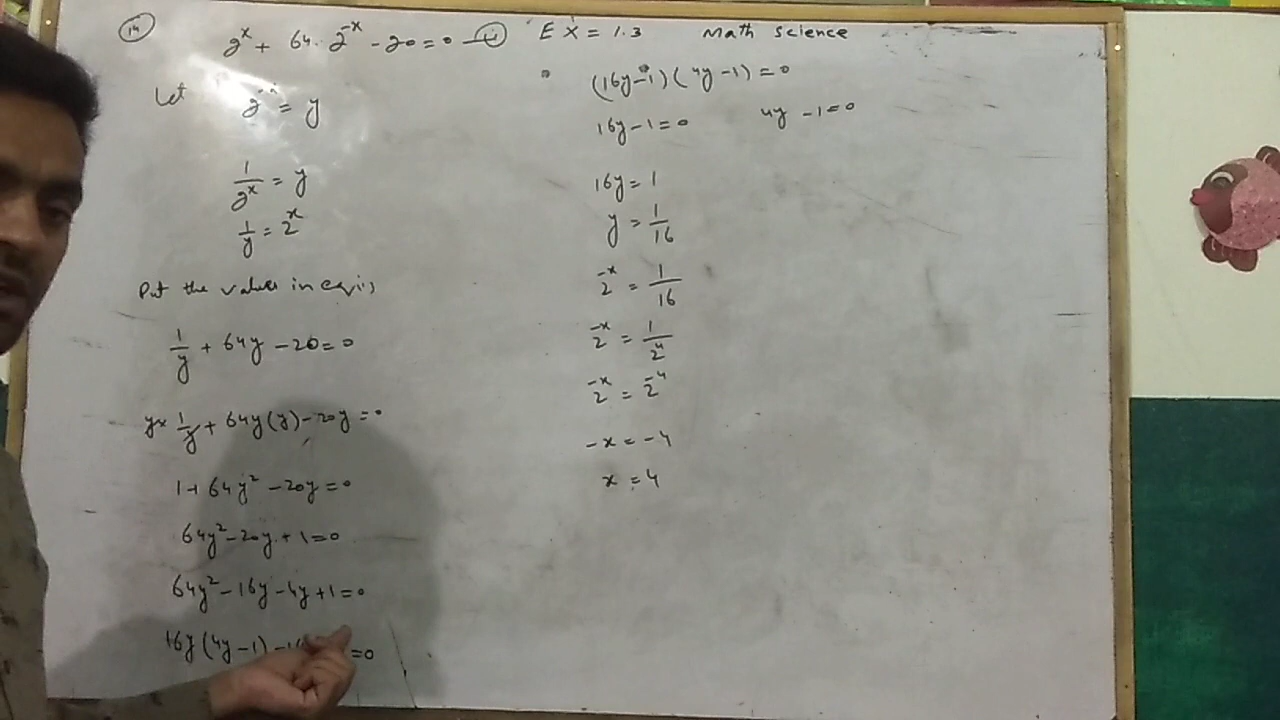 (14) 2^x + 64. 2^-x - 20 = 0 — (i)
Let 2^-x = y
1/2^x = y
1/y = 2^x
Put the values in eq(i)
1/y + 64y - 20 = 0
y × 1/y + 64y(y) - 20y = 0
1 + 64y² - 20y = 0
64y² - 20y + 1 = 0
64y² - 16y - 4y + 1 = 0
16y(4y-1) - 1( =0
EX = 1.3 Math science
(16y-1)(4y-1) = 0
16y-1=0 4y-1=0
16y = 1
y = 1/16
2^-x = 1/16
2^-x = 1/2^4
2^-x = 2^-4
-x = -4
x = 4